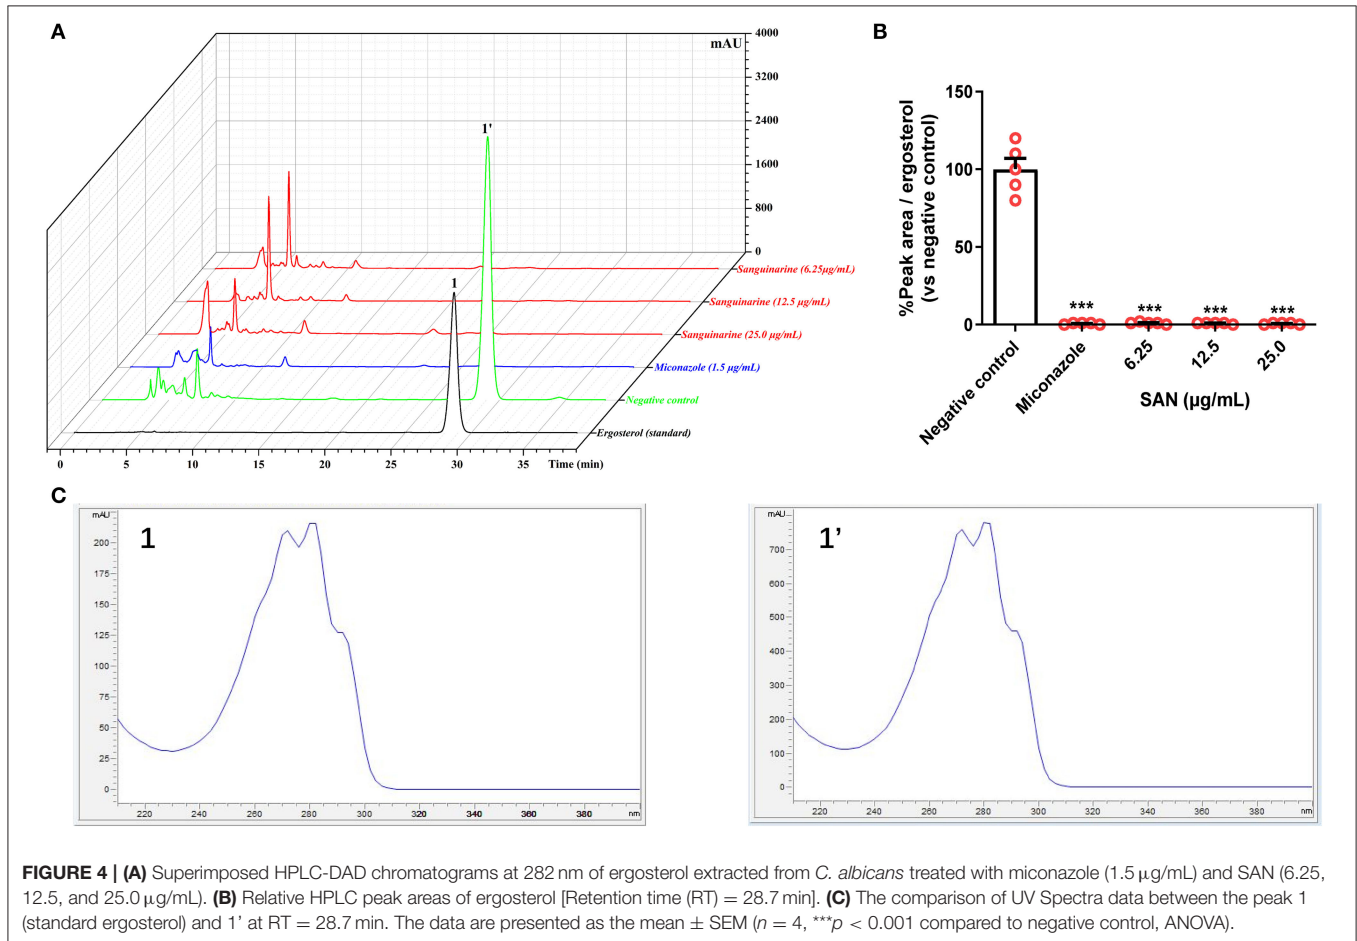 A
mAU
4000
3200
2400
1600
800
0
1'
1
Sanguinarine (6.25µg/mL)
Sanguinarine (12.5 µg/mL)
Sanguinarine (25.0 µg/mL)
Miconazole (1.5 µg/mL)
Negative control
Ergosterol (standard)
0 5 10 15 20 25 30 35 Time (min)
B
%Peak area / ergosterol
(vs negative control)
150
100
50
0
*** *** *** ***
Negative control Miconazole 6.25 12.5 25.0
SAN (µg/mL)
C
1
mAU
200
175
150
125
100
75
50
25
0
220 240 260 280 300 320 340 360 380 nm
1’
mAU
700
600
500
400
300
200
100
0
220 240 260 280 300 320 340 360 380 nm
FIGURE 4 | (A) Superimposed HPLC-DAD chromatograms at 282 nm of ergosterol extracted from C. albicans treated with miconazole (1.5 µg/mL) and SAN (6.25,
12.5, and 25.0 µg/mL). (B) Relative HPLC peak areas of ergosterol [Retention time (RT) = 28.7 min]. (C) The comparison of UV Spectra data between the peak 1
(standard ergosterol) and 1’ at RT = 28.7 min. The data are presented as the mean ± SEM (n = 4, ***p < 0.001 compared to negative control, ANOVA).